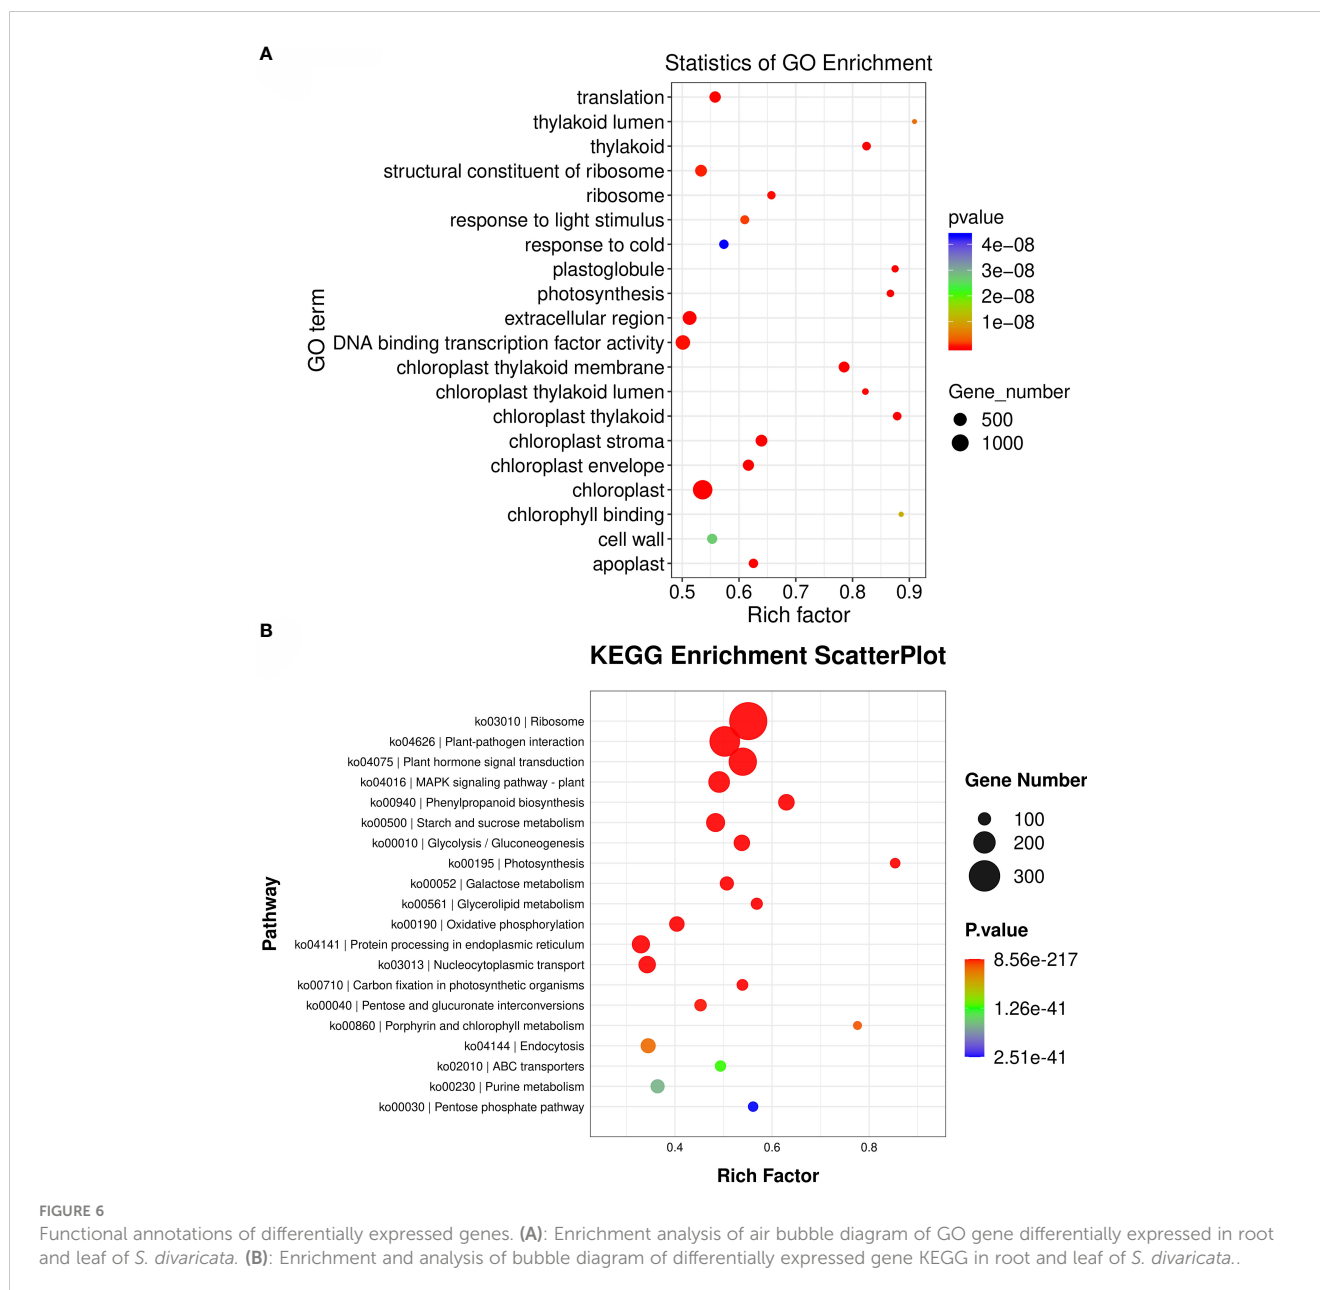 A
Statistics of GO Enrichment
translation
thylakoid lumen
thylakoid
structural constituent of ribosome
ribosome
response to light stimulus
response to cold
plastoglobule
photosynthesis
extracellular region
DNA binding transcription factor activity
chloroplast thylakoid membrane
chloroplast thylakoid lumen
chloroplast thylakoid
chloroplast stroma
chloroplast envelope
chloroplast
chlorophyll binding
cell wall
apoplast
GO term
0.5 0.6 0.7 0.8 0.9
Rich factor
pvalue
4e−08
3e−08
2e−08
1e−08
Gene_number
500
1000
B
KEGG Enrichment ScatterPlot
ko03010 | Ribosome
ko04626 | Plant-pathogen interaction
ko04075 | Plant hormone signal transduction
ko04016 | MAPK signaling pathway - plant
ko00940 | Phenylpropanoid biosynthesis
ko00500 | Starch and sucrose metabolism
ko00010 | Glycolysis / Gluconeogenesis
ko00195 | Photosynthesis
ko00052 | Galactose metabolism
ko00561 | Glycerolipid metabolism
ko00190 | Oxidative phosphorylation
ko04141 | Protein processing in endoplasmic reticulum
ko03013 | Nucleocytoplasmic transport
ko00710 | Carbon fixation in photosynthetic organisms
ko00040 | Pentose and glucuronate interconversions
ko00860 | Porphyrin and chlorophyll metabolism
ko04144 | Endocytosis
ko02010 | ABC transporters
ko00230 | Purine metabolism
ko00030 | Pentose phosphate pathway
Pathway
0.4 0.6 0.8
Rich Factor
Gene Number
100
200
300
P.value
8.56e-217
1.26e-41
2.51e-41
FIGURE 6
Functional annotations of differentially expressed genes. (A): Enrichment analysis of air bubble diagram of GO gene differentially expressed in root
and leaf of S. divaricata. (B): Enrichment and analysis of bubble diagram of differentially expressed gene KEGG in root and leaf of S. divaricata..